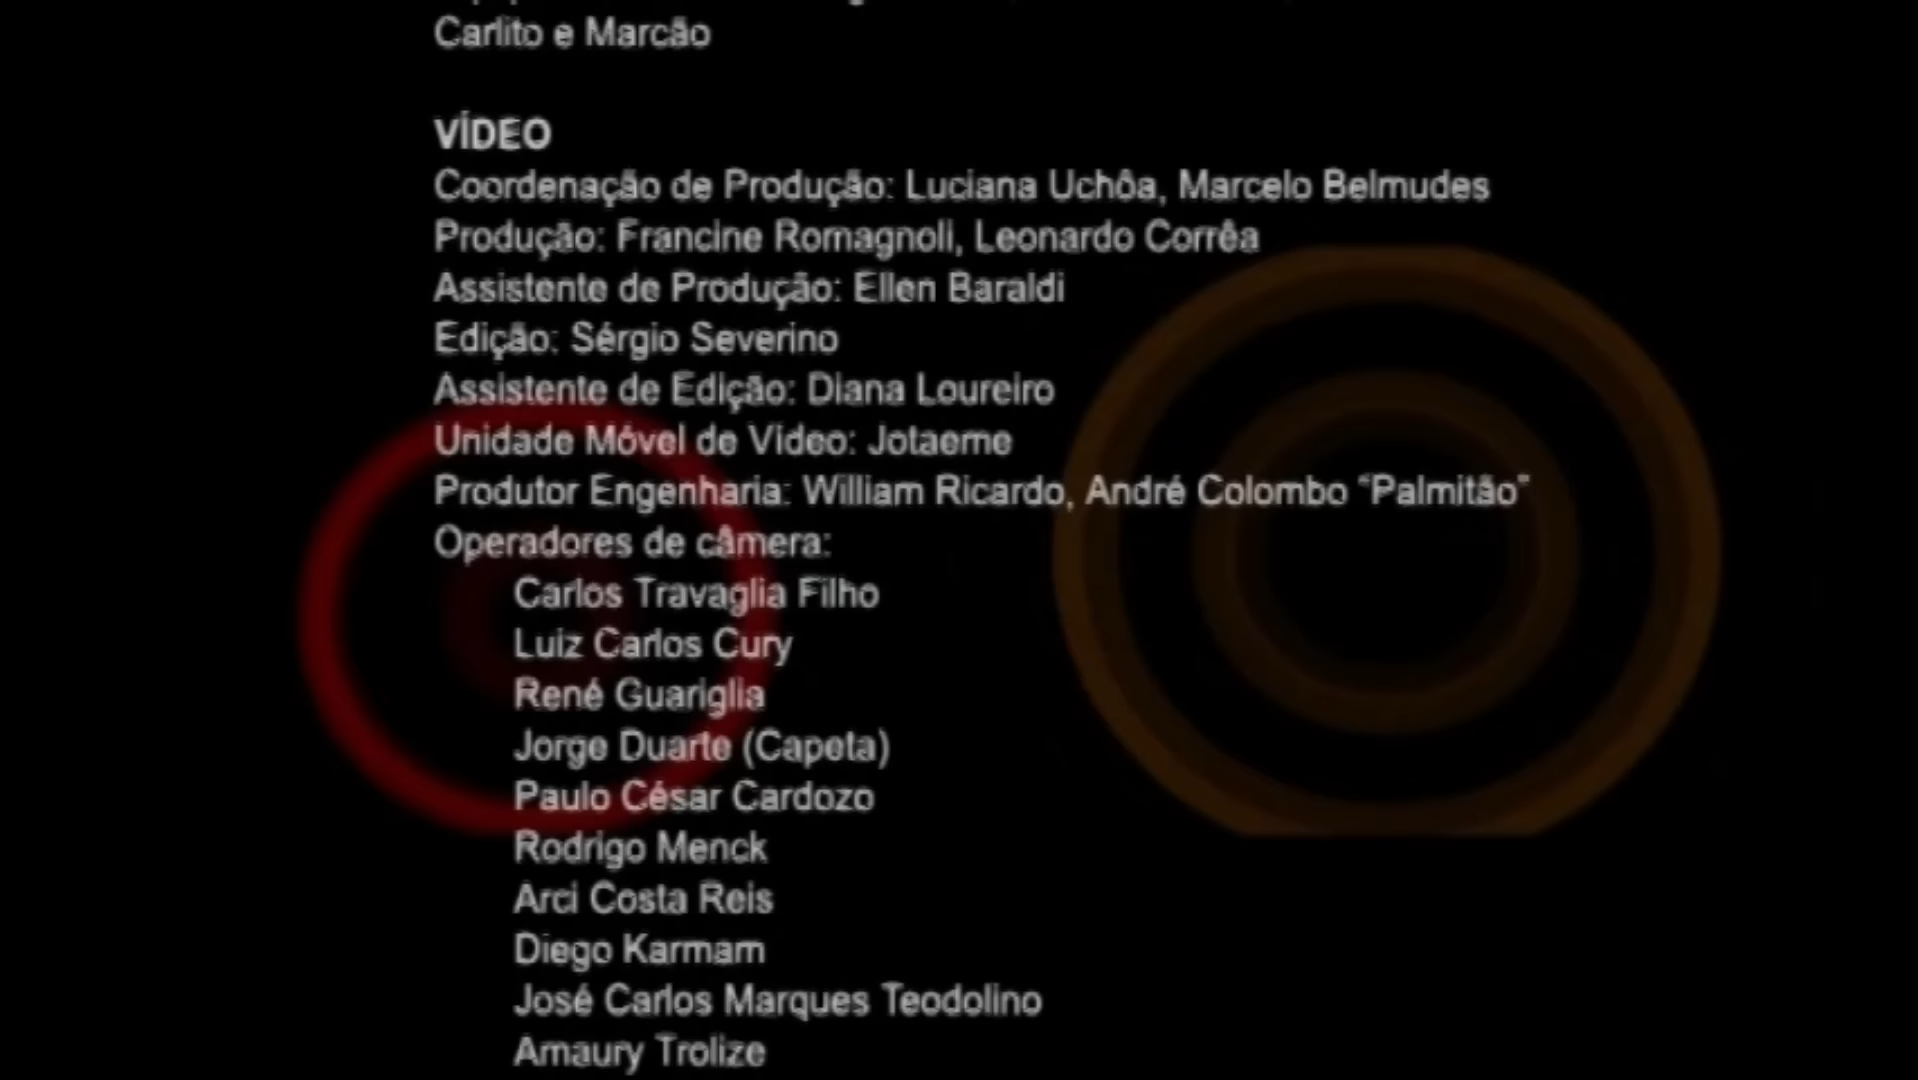 Carlito e Marcão
VÍDEO
Coordenação de Produção: Luciana Uchôa, Marcelo Belmudes
Produção: Francine Romagnoli, Leonardo Corrêa
Assistente de Produção: Ellen Baraldi
Edição: Sérgio Severino
Assistente de Edição: Diana Loureiro
Unidade Móvel de Vídeo: Jotaeme
Produtor Engenharia: William Ricardo, André Colombo “Palmitão”
Operadores de câmera:
Carlos Travaglia Filho
Luiz Carlos Cury
René Guariglia
Jorge Duarte (Capeta)
Paulo César Cardozo
Rodrigo Menck
Arci Costa Reis
Diego Karmam
José Carlos Marques Teodolino
Amaury Trolize